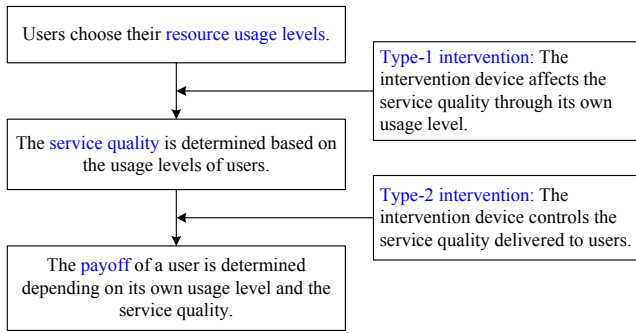 Users choose their resource usage levels.
Type-1 intervention: The
intervention device affects the
service quality through its own
usage level.
The service quality is determined based on
the usage levels of users.
Type-2 intervention: The
intervention device controls the
service quality delivered to users.
The payoff of a user is determined
depending on its own usage level and the
service quality.